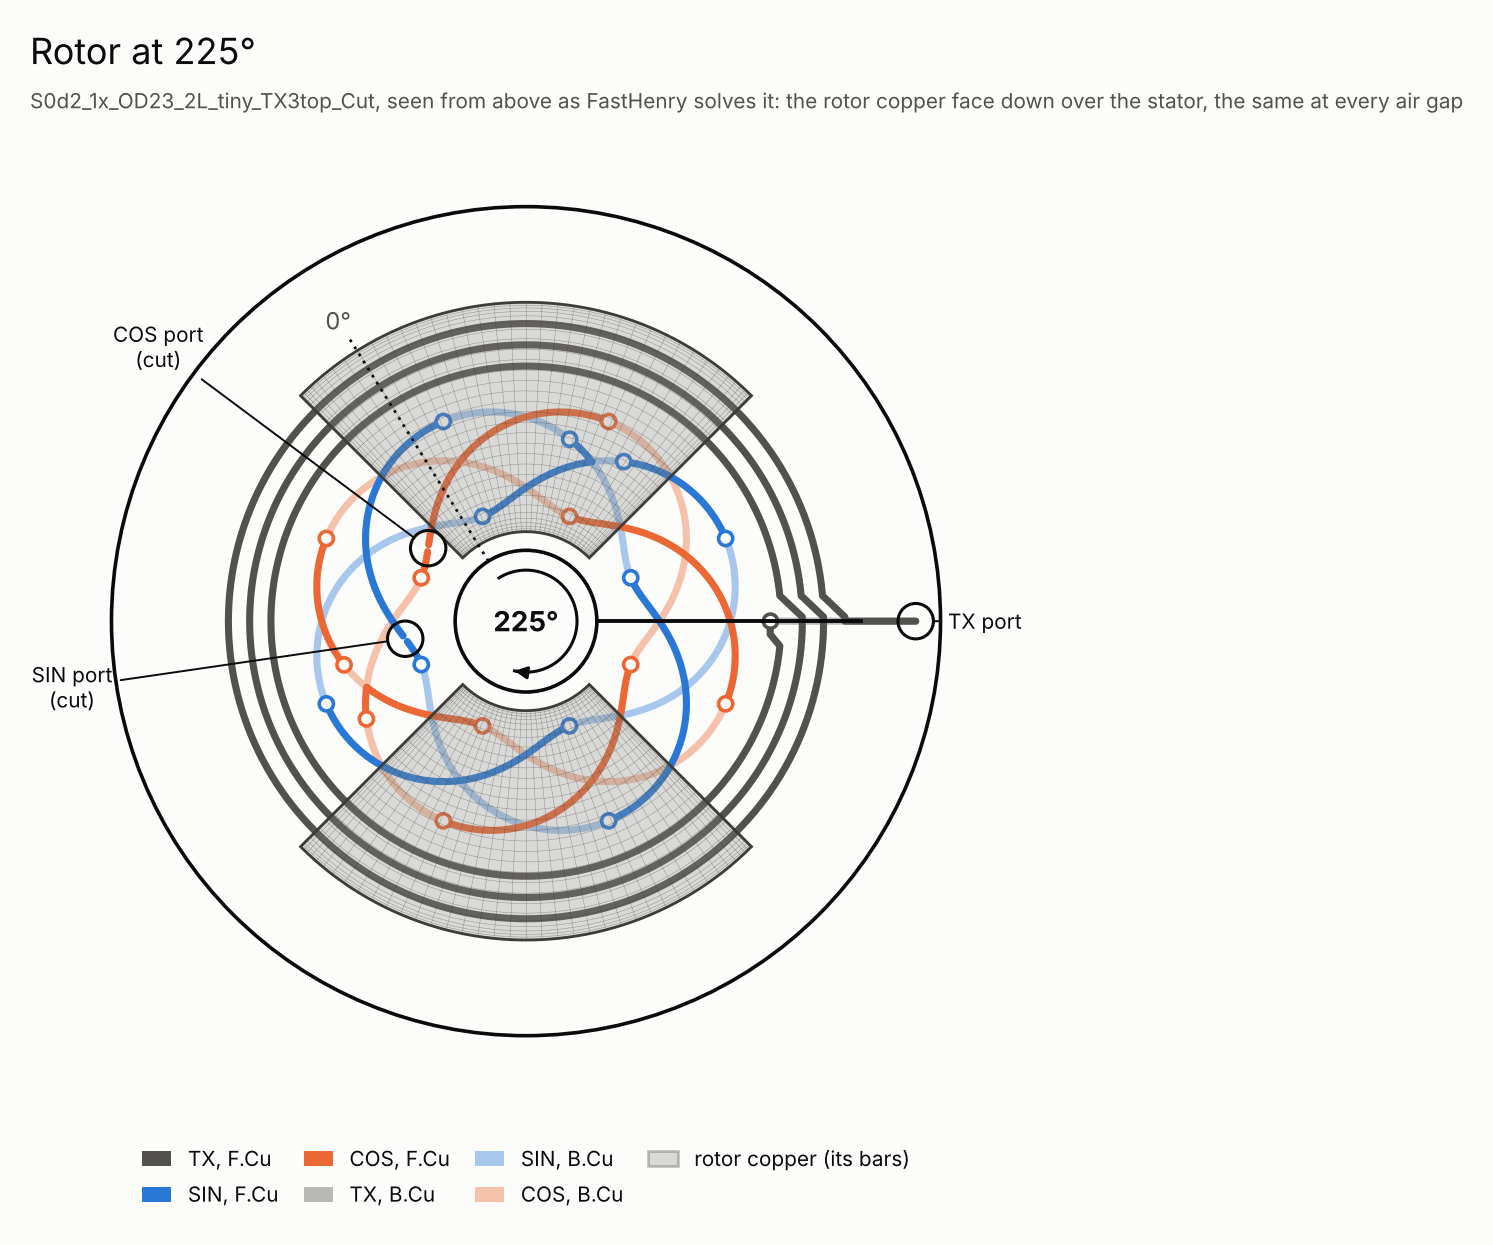 Rotor at 225°
S0d2_1x_OD23_2L_tiny_TX3top_Cut, seen from above as FastHenry solves it: the rotor copper face down over the stator, the same at every air gap
0°
COS port
(cut)
225°
TX port
SIN port
(cut)
TX, F.Cu
COS, F.Cu
SIN, B.Cu
rotor copper (its bars)
SIN, F.Cu
TX, B.Cu
COS, B.Cu